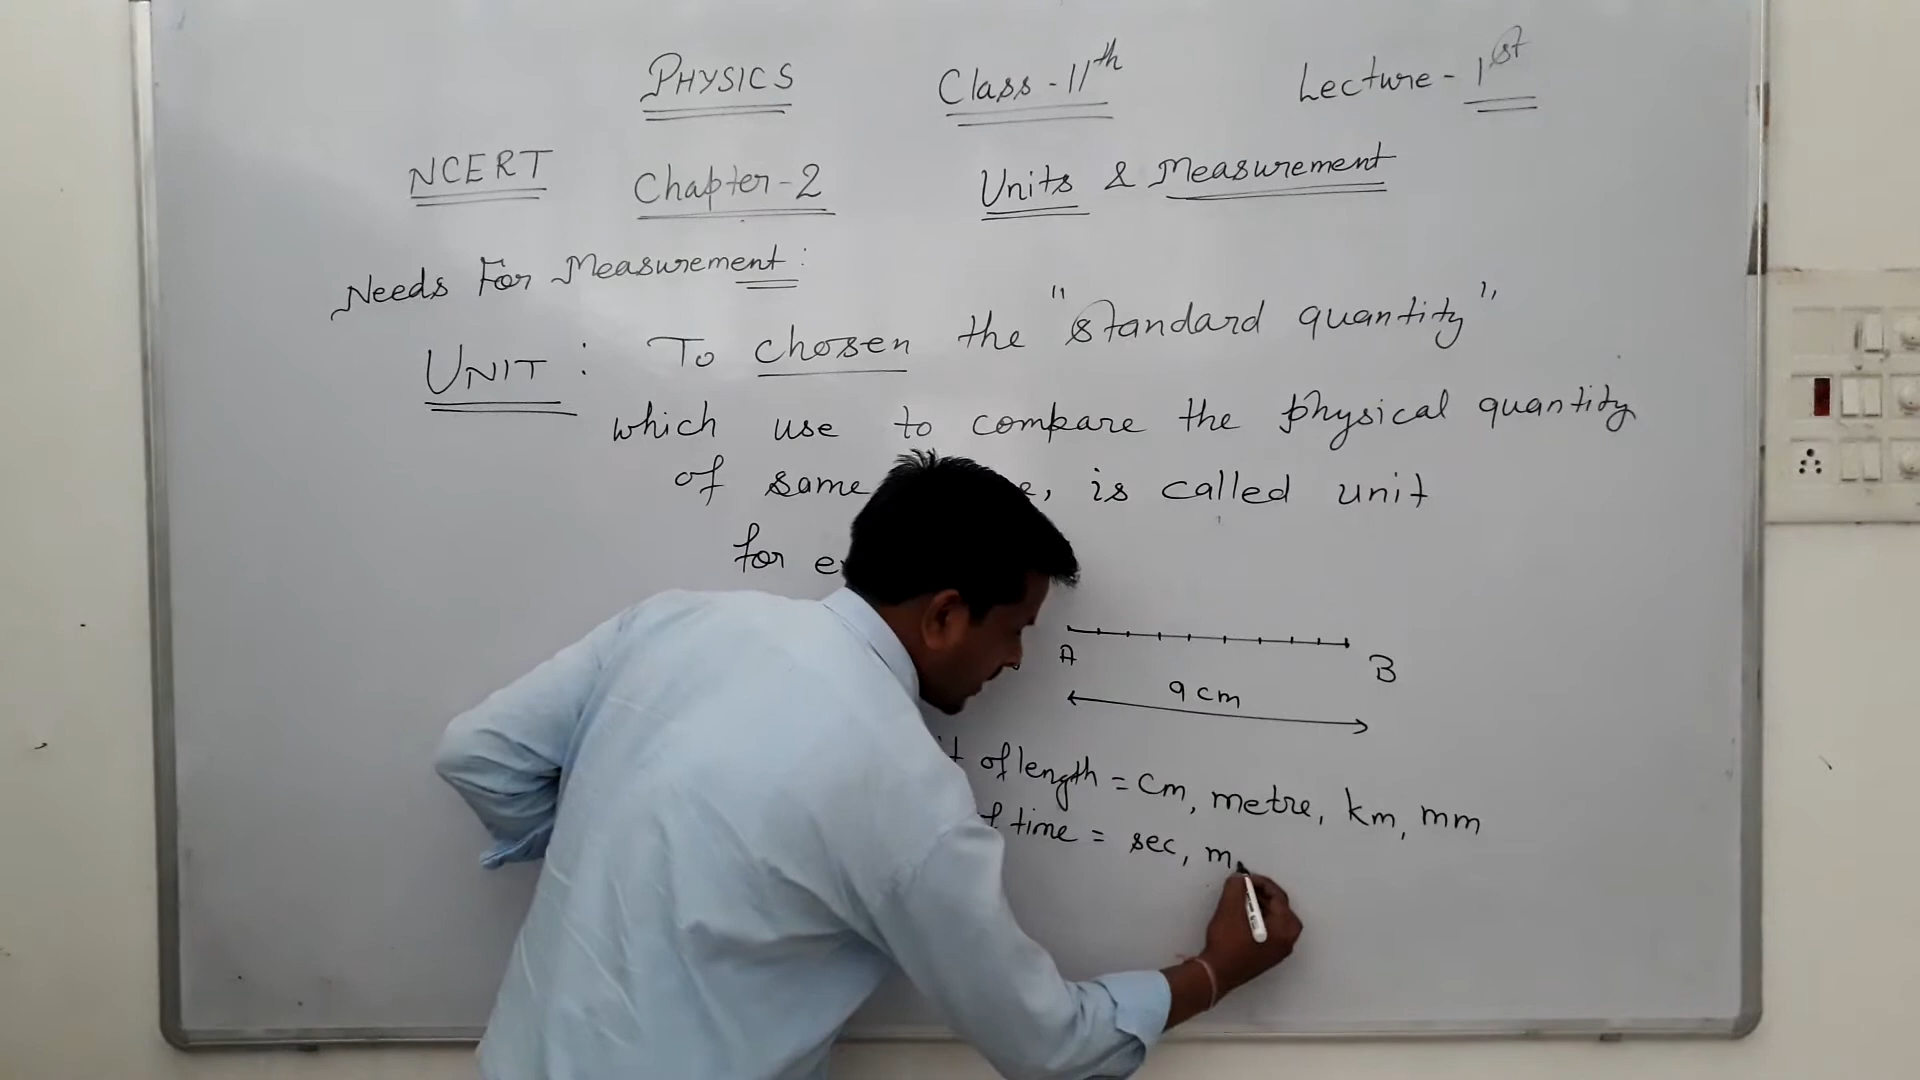 PHYSICS Class-11th Lecture-1st
NCERT Chapter-2 Units & Measurement
Needs For Measurement:
UNIT : To chosen the "standard quantity"
which use to compare the physical quantity
of same is called unit
for
A B
9 cm
of length = cm, metre, km, mm
time = sec, m